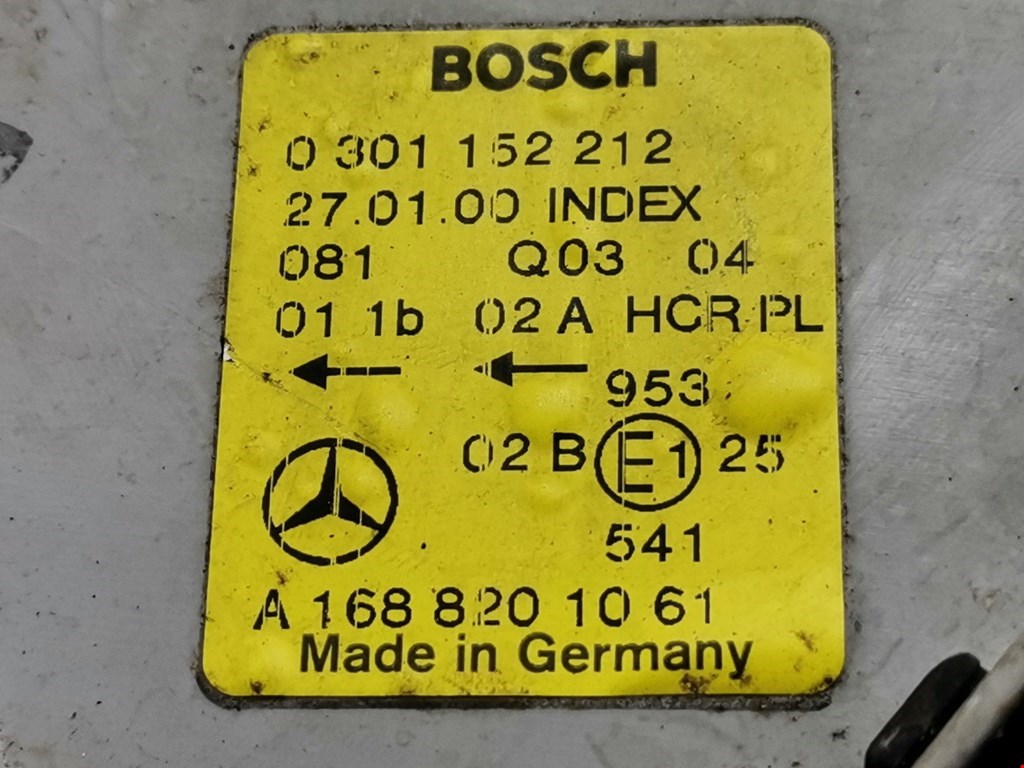 BOSCH
0 301 152 212
27.01.00 INDEX
081 Q03 04
01 1b 02 A HCR PL
953
02 B E1 25
541
A 168 820 10 61
Made in Germany